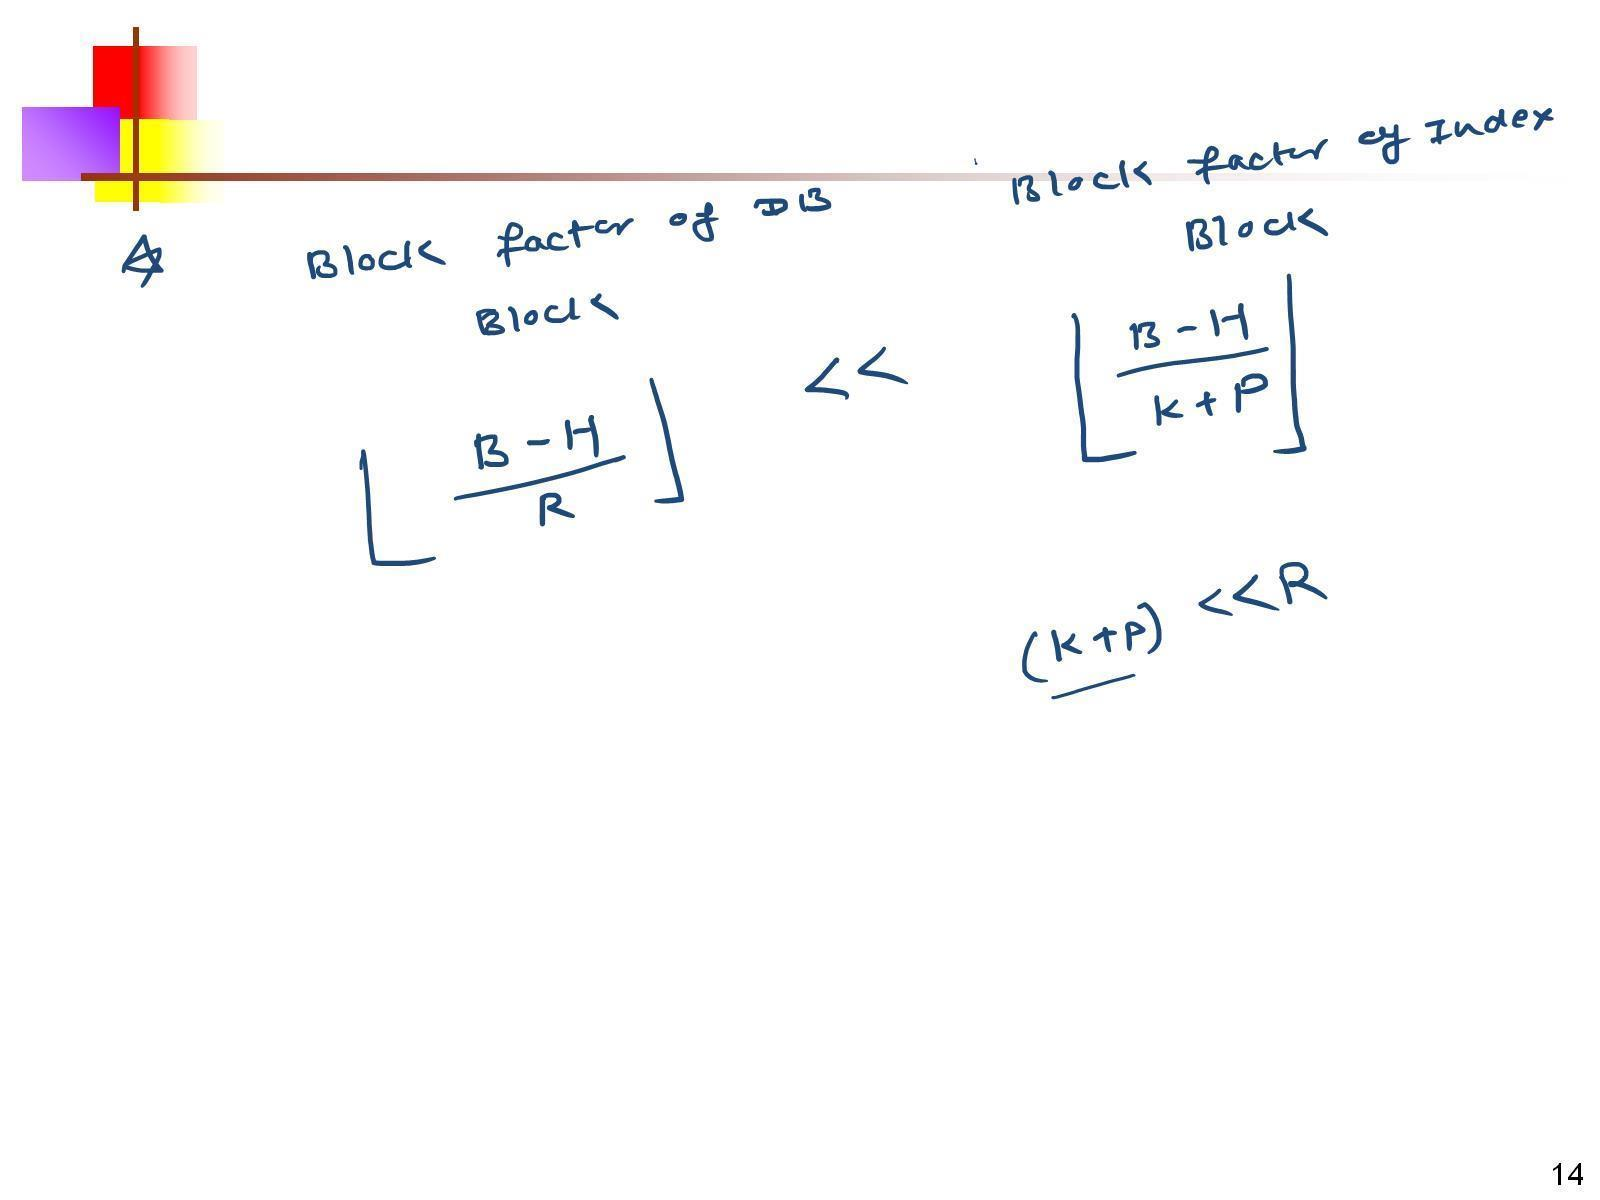 Block factor of DB
Block
Block factor of Index
Block
⌊ B - H / R ⌋ << ⌊ B - H / K + P ⌋
(K + P) << R
14